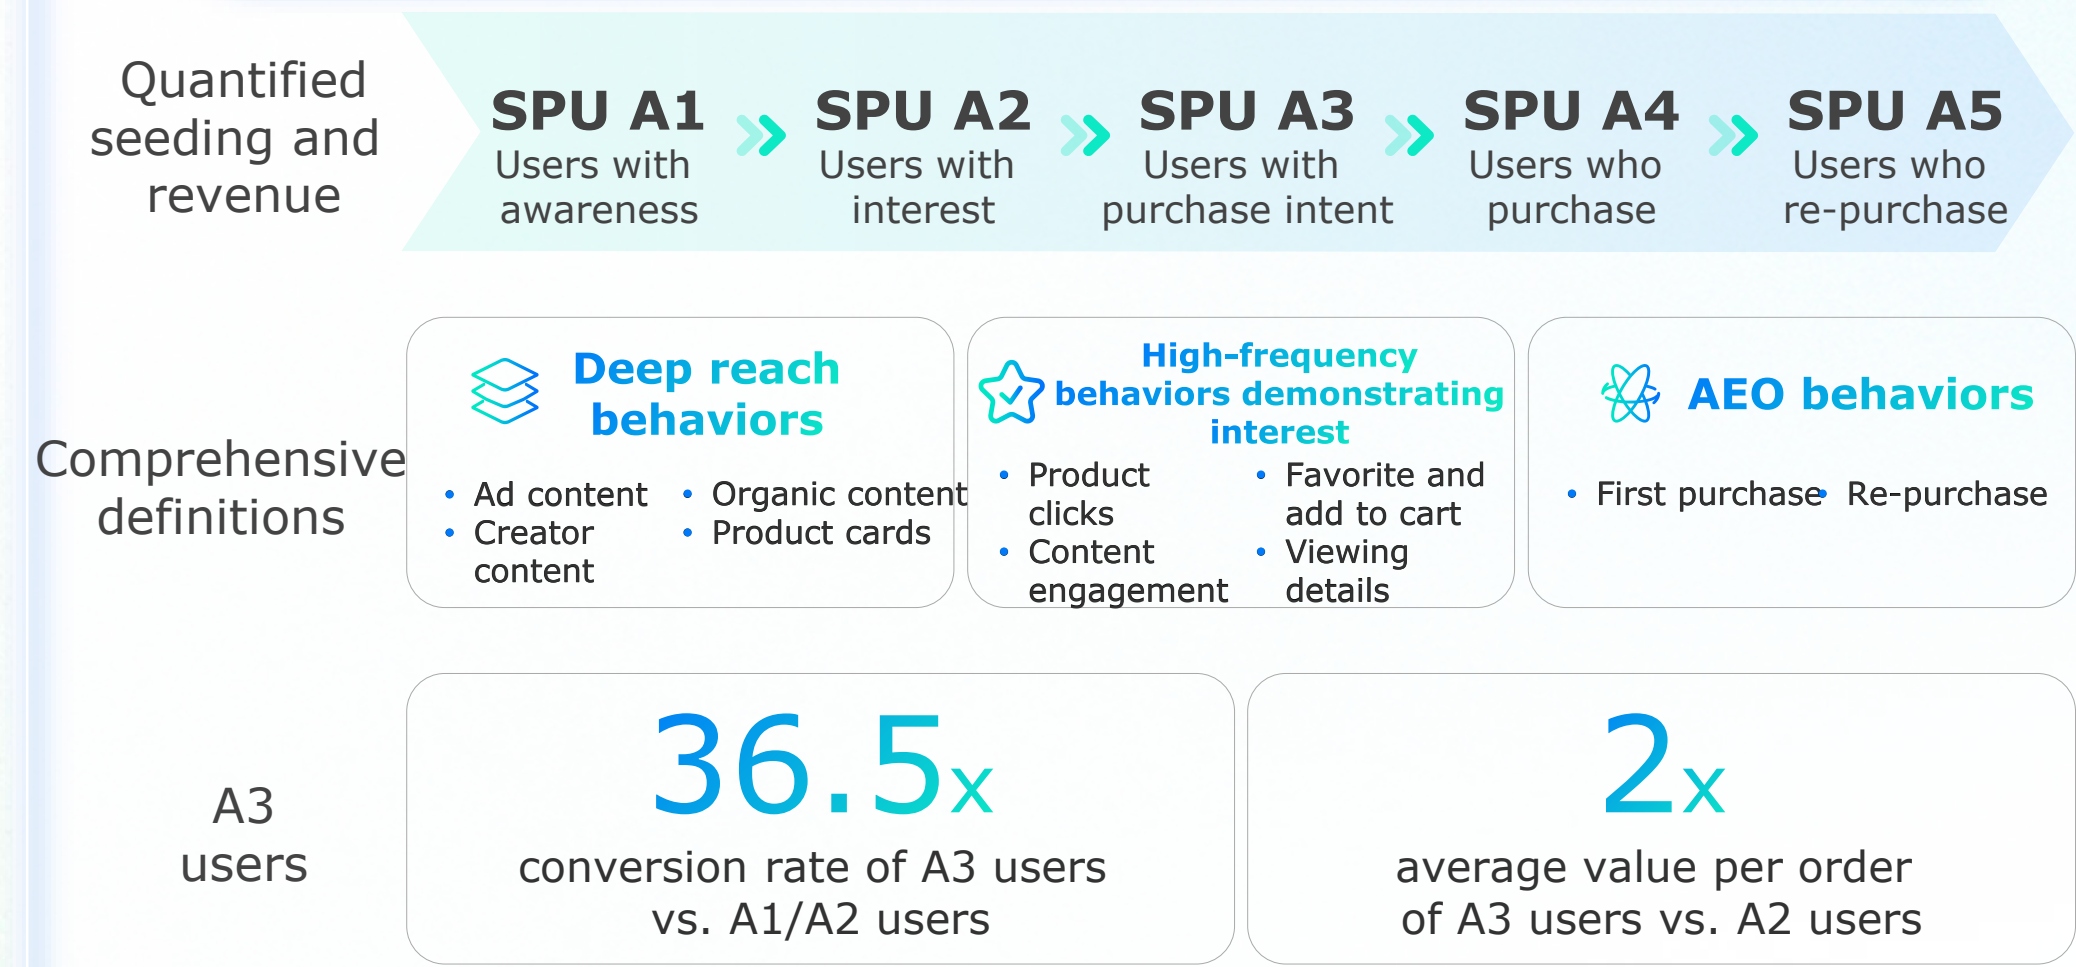 Quantified
seeding and
revenue
SPU A1
Users with
awareness
SPU A2
Users with
interest
SPU A3
Users with
purchase intent
SPU A4
Users who
purchase
SPU A5
Users who
re-purchase
Comprehensive
definitions
Deep reach
behaviors
• Ad content
• Creator
content
• Organic content
• Product cards
High-frequency
behaviors demonstrating
interest
• Product
clicks
• Content
engagement
• Favorite and
add to cart
• Viewing
details
AEO behaviors
• First purchase
• Re-purchase
A3
users
36.5x
conversion rate of A3 users
vs. A1/A2 users
2x
average value per order
of A3 users vs. A2 users